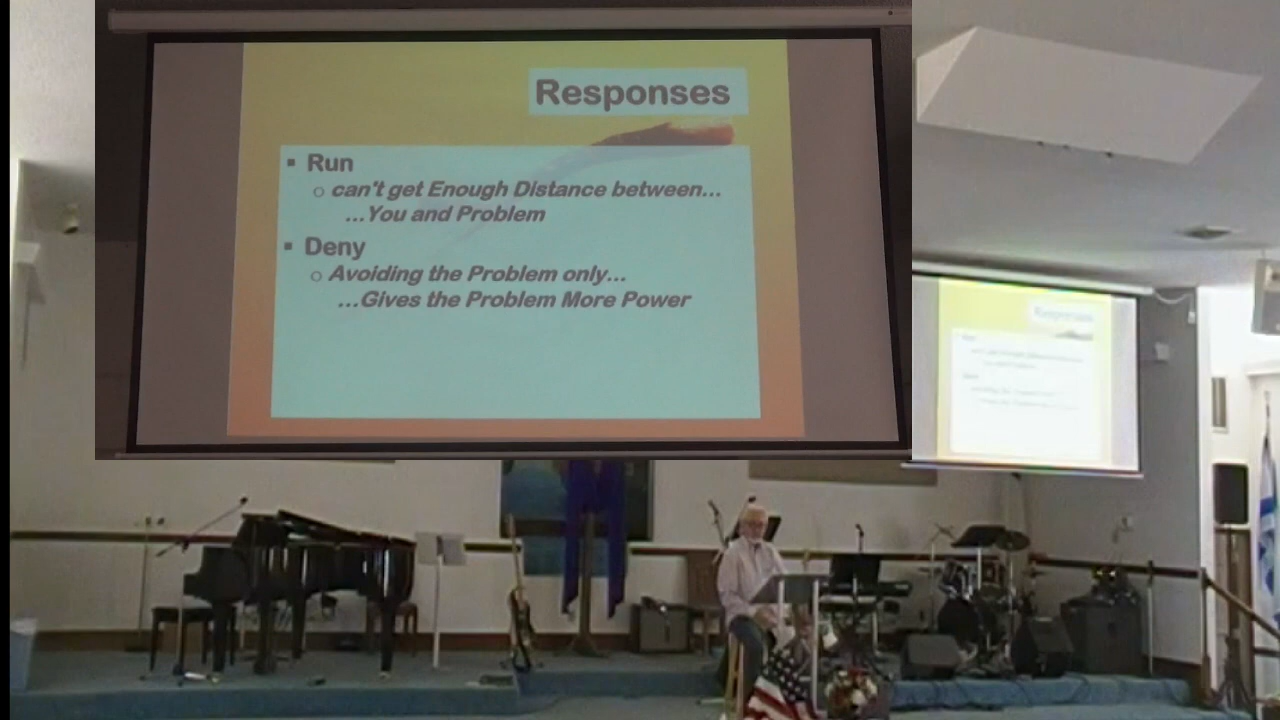 Responses
▪ Run
o can't get Enough Distance between...
...You and Problem
▪ Deny
o Avoiding the Problem only...
...Gives the Problem More Power
Responses